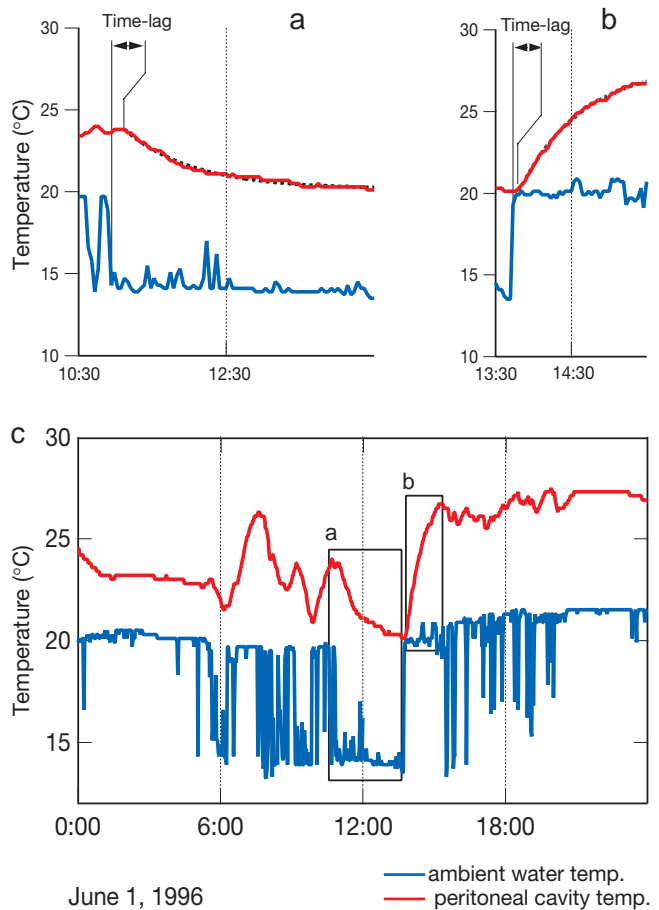 Time-lag
a
30
25
20
15
10
Temperature (°C)
10:30
12:30
Time-lag
b
30
25
20
15
10
13:30
14:30
c
30
25
20
15
Temperature (°C)
a
b
0:00
6:00
12:00
18:00
June 1, 1996
ambient water temp.
peritoneal cavity temp.